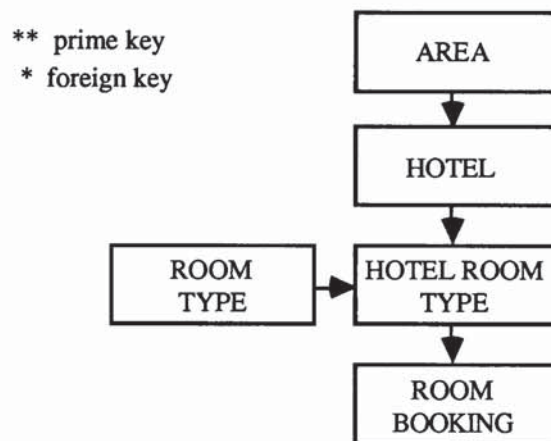 ** prime key
* foreign key
AREA
HOTEL
ROOM
TYPE
HOTEL ROOM
TYPE
ROOM
BOOKING